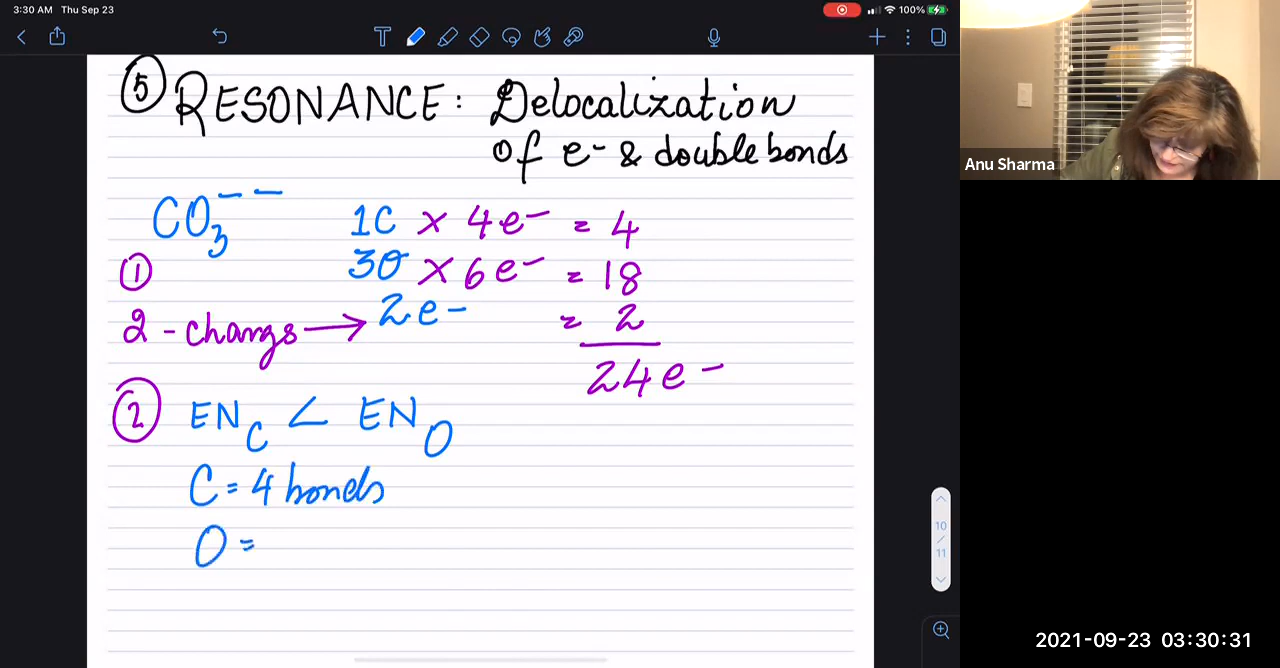 3:30 AM Thu Sep 23
100%
⑤ RESONANCE: Delocalization
of e- & double bonds
CO3--
① 1C × 4e- = 4
3O × 6e- = 18
2 - charges → 2e- = 2
24e-
② ENC < ENO
C = 4 bonds
O =
Anu Sharma
10
/
11
2021-09-23 03:30:31